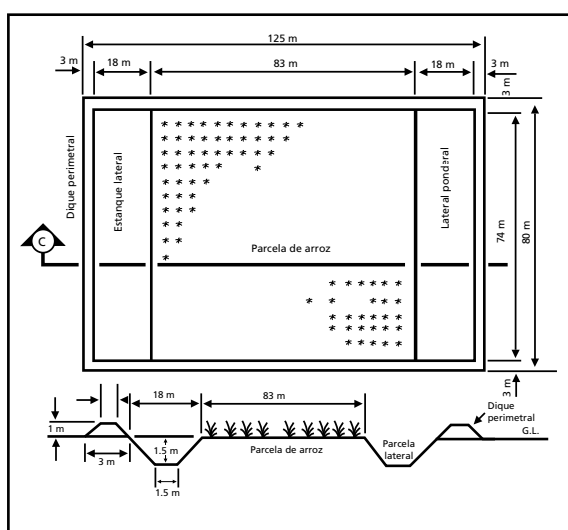 125 m
3 m
18 m
83 m
18 m
3 m
3 m
Dique perimetral
Estanque lateral
Lateral ponderal
Parcela de arroz
C
74 m
80 m
3 m
18 m
83 m
Dique
perimetral
1 m
G.L.
3 m
1.5 m
1.5 m
Parcela de arroz
Parcela
lateral